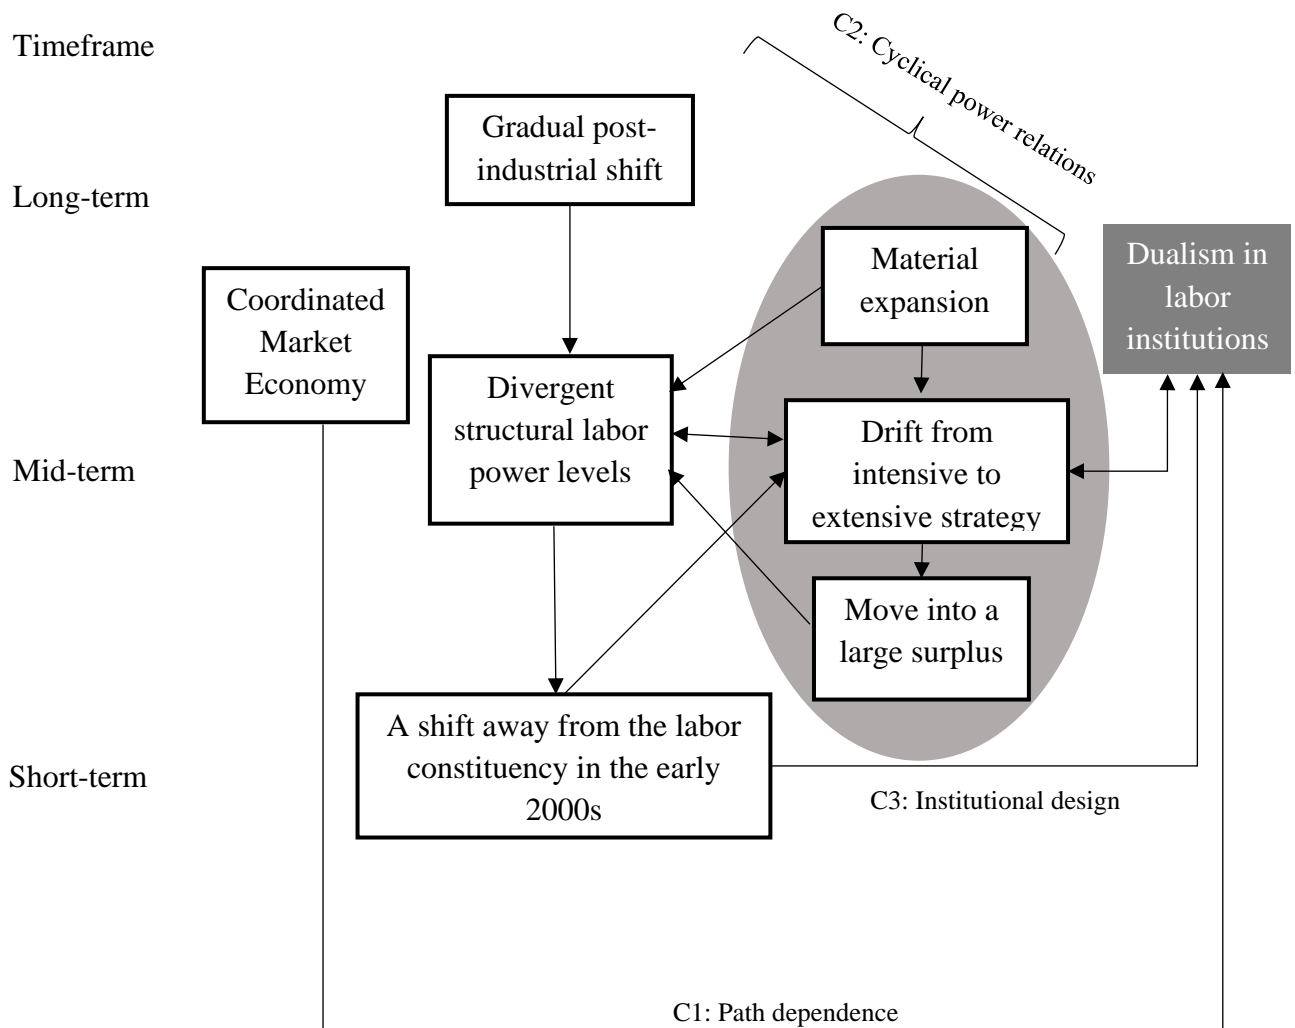 Timeframe
C2: Cyclical power relations
Gradual post-
industrial shift
Long-term
Material
expansion
Dualism in
labor
institutions
Coordinated
Market
Economy
Divergent
structural labor
power levels
Drift from
intensive to
extensive strategy
Mid-term
Move into a
large surplus
A shift away from the labor
constituency in the early
2000s
Short-term
C3: Institutional design
C1: Path dependence